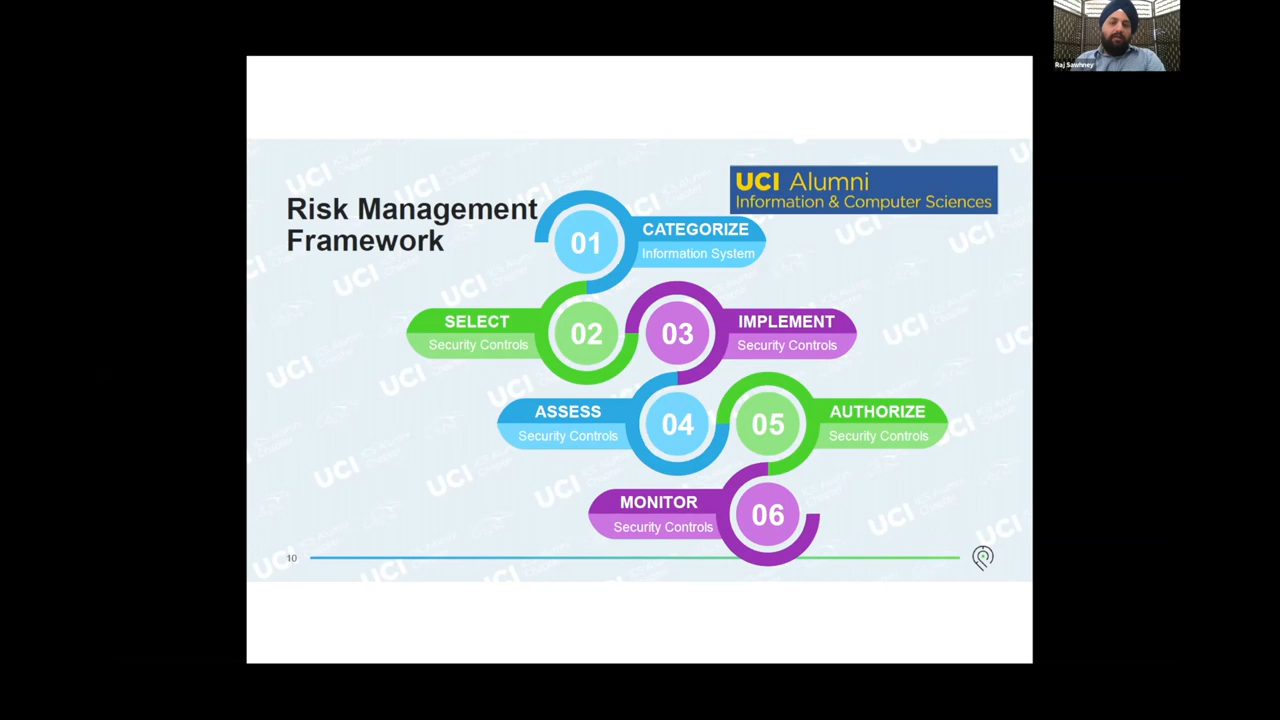 Raj Sawhney
UCI Alumni
Information & Computer Sciences
Risk Management
Framework
01
CATEGORIZE
Information System
SELECT
Security Controls
02
03
IMPLEMENT
Security Controls
ASSESS
Security Controls
04
05
AUTHORIZE
Security Controls
MONITOR
Security Controls
06
10